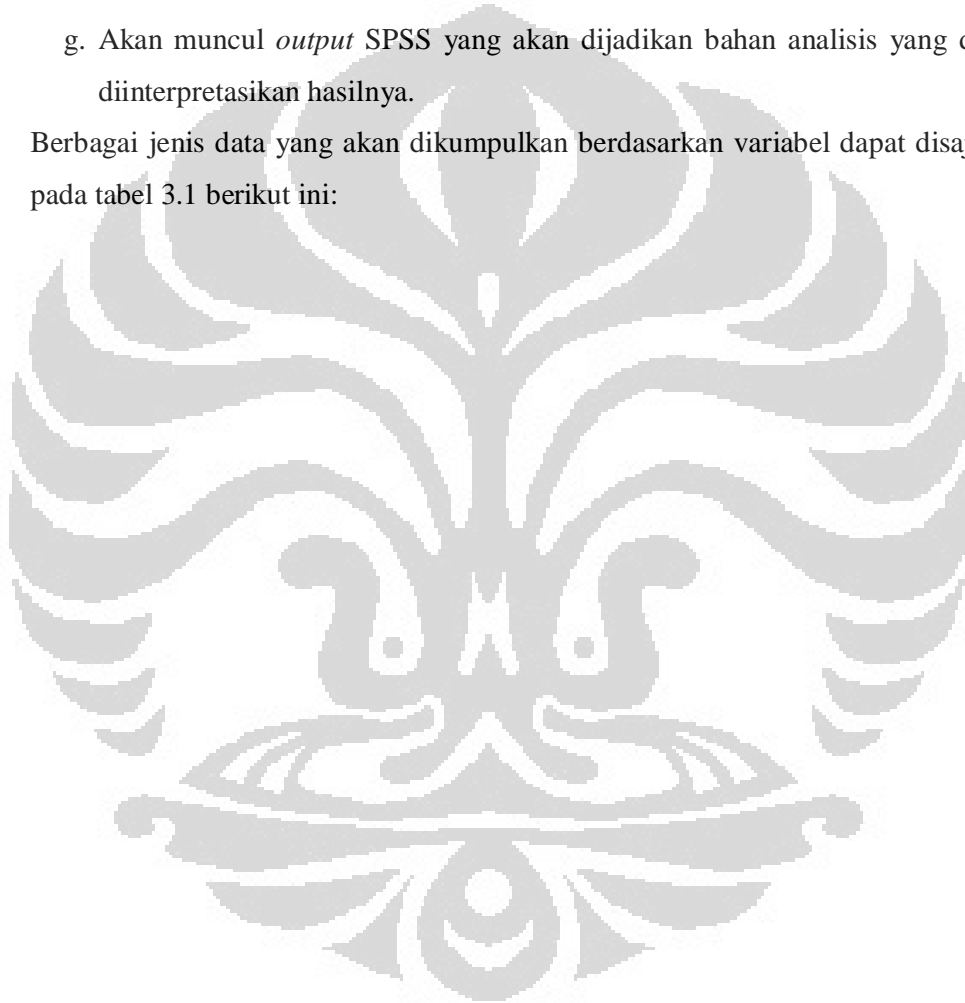 g. Akan muncul output SPSS yang akan dijadikan bahan analisis yang
diinterpretasikan hasilnya.
Berbagai jenis data yang akan dikumpulkan berdasarkan variabel dapat
pada tabel 3.1 berikut ini: